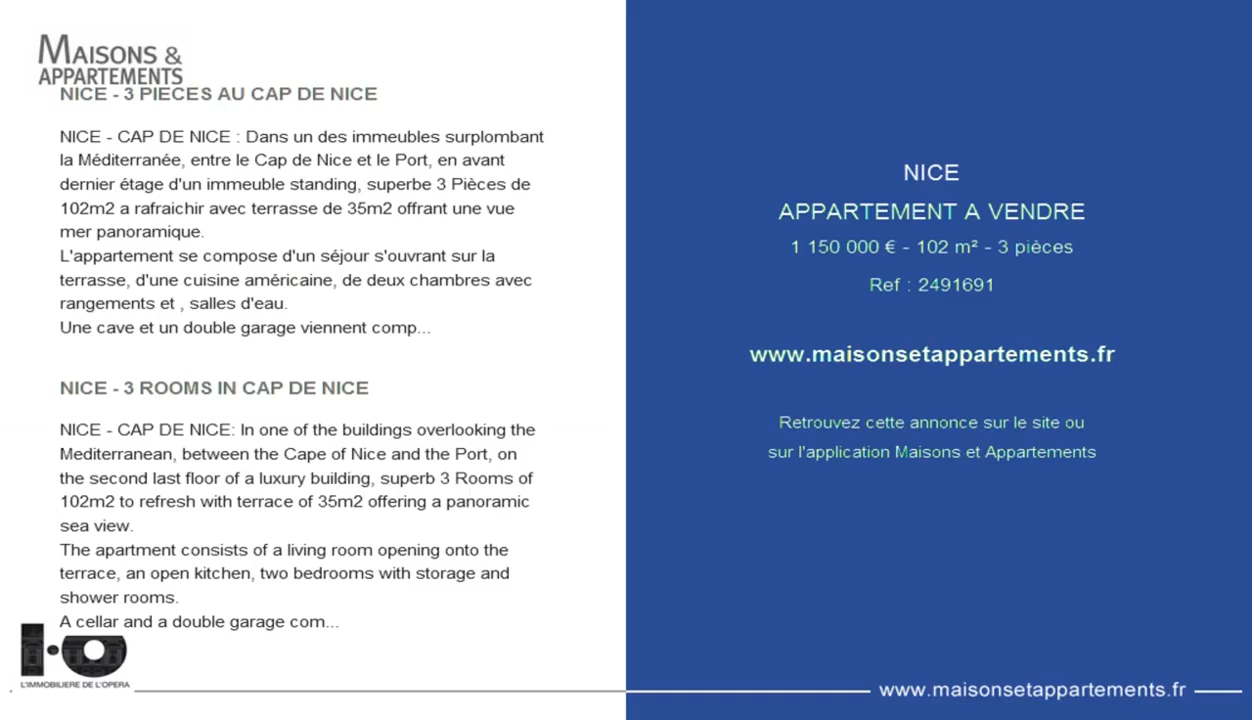 MAISONS &
APPARTEMENTS
NICE - 3 PIECES AU CAP DE NICE
NICE - CAP DE NICE : Dans un des immeubles surplombant
la Méditerranée, entre le Cap de Nice et le Port, en avant
dernier étage d'un immeuble standing, superbe 3 Pièces de
102m2 a rafraichir avec terrasse de 35m2 offrant une vue
mer panoramique.
L'appartement se compose d'un séjour s'ouvrant sur la
terrasse, d'une cuisine américaine, de deux chambres avec
rangements et , salles d'eau.
Une cave et un double garage viennent comp...
NICE - 3 ROOMS IN CAP DE NICE
NICE - CAP DE NICE: In one of the buildings overlooking the
Mediterranean, between the Cape of Nice and the Port, on
the second last floor of a luxury building, superb 3 Rooms of
102m2 to refresh with terrace of 35m2 offering a panoramic
sea view.
The apartment consists of a living room opening onto the
terrace, an open kitchen, two bedrooms with storage and
shower rooms.
A cellar and a double garage com...
I·O
L'IMMOBILIERE DE L'OPERA
NICE
APPARTEMENT A VENDRE
1 150 000 € - 102 m² - 3 pièces
Ref : 2491691
www.maisonsetappartements.fr
Retrouvez cette annonce sur le site ou
sur l'application Maisons et Appartements
www.maisonsetappartements.fr